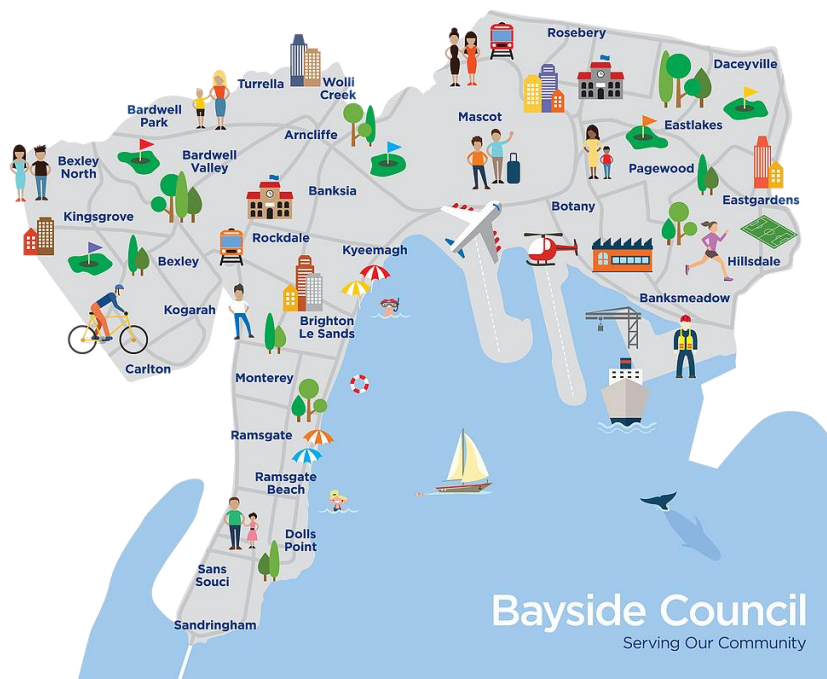 Rosebery
Daceyville
Turrella
Wolli
Creek
Bardwell
Park
Mascot
Eastlakes
Arncliffe
Bexley
North
Bardwell
Valley
Pagewood
Banksia
Eastgardens
Botany
Kingsgrove
Rockdale
Kyeemagh
Bexley
Hillsdale
Banksmeadow
Kogarah
Brighton
Le Sands
Carlton
Monterey
Ramsgate
Ramsgate
Beach
Dolls
Point
Sans
Souci
Sandringham
Bayside Council
Serving Our Community